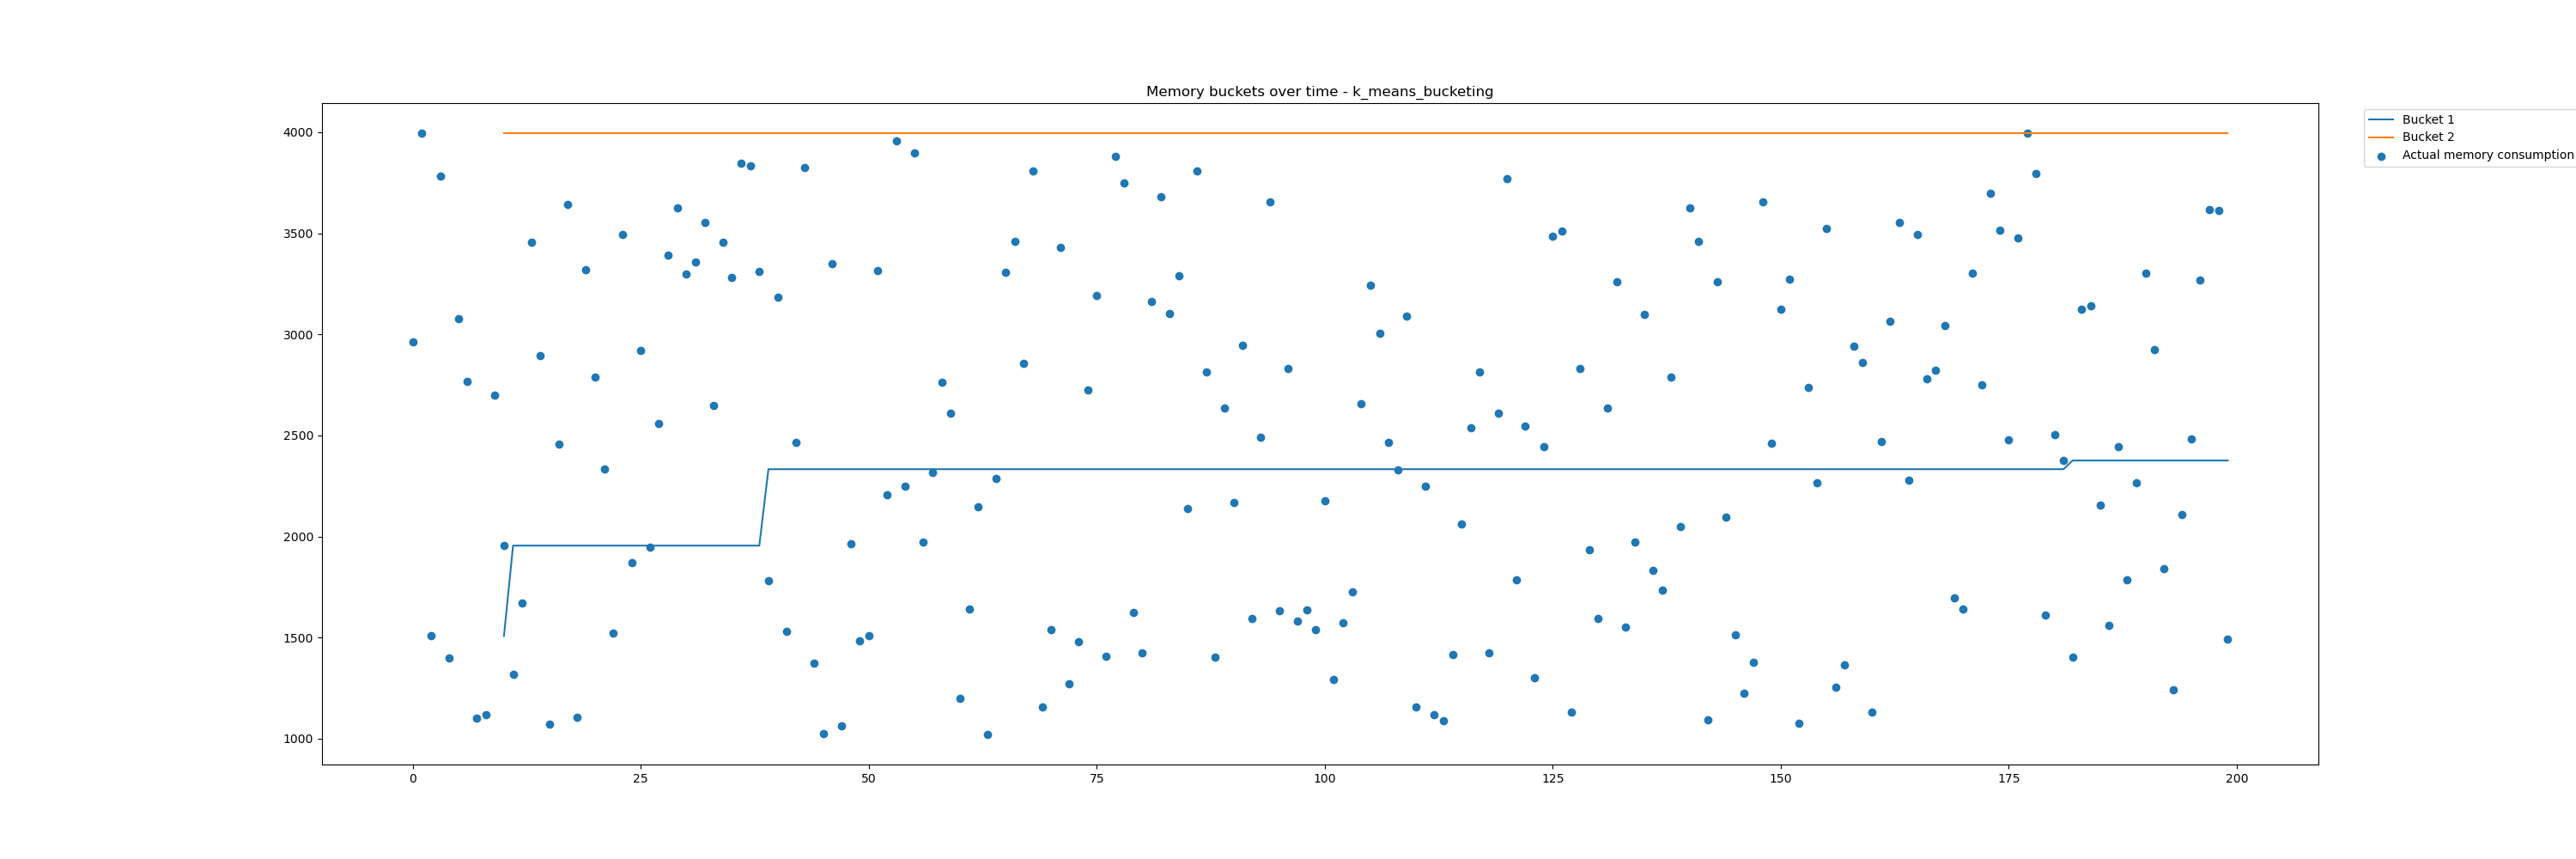 Memory buckets over time - k_means_bucketing
Bucket 1
Bucket 2
Actual memory consumption
4000
3500
3000
2500
2000
1500
1000
0 25 50 75 100 125 150 175 200